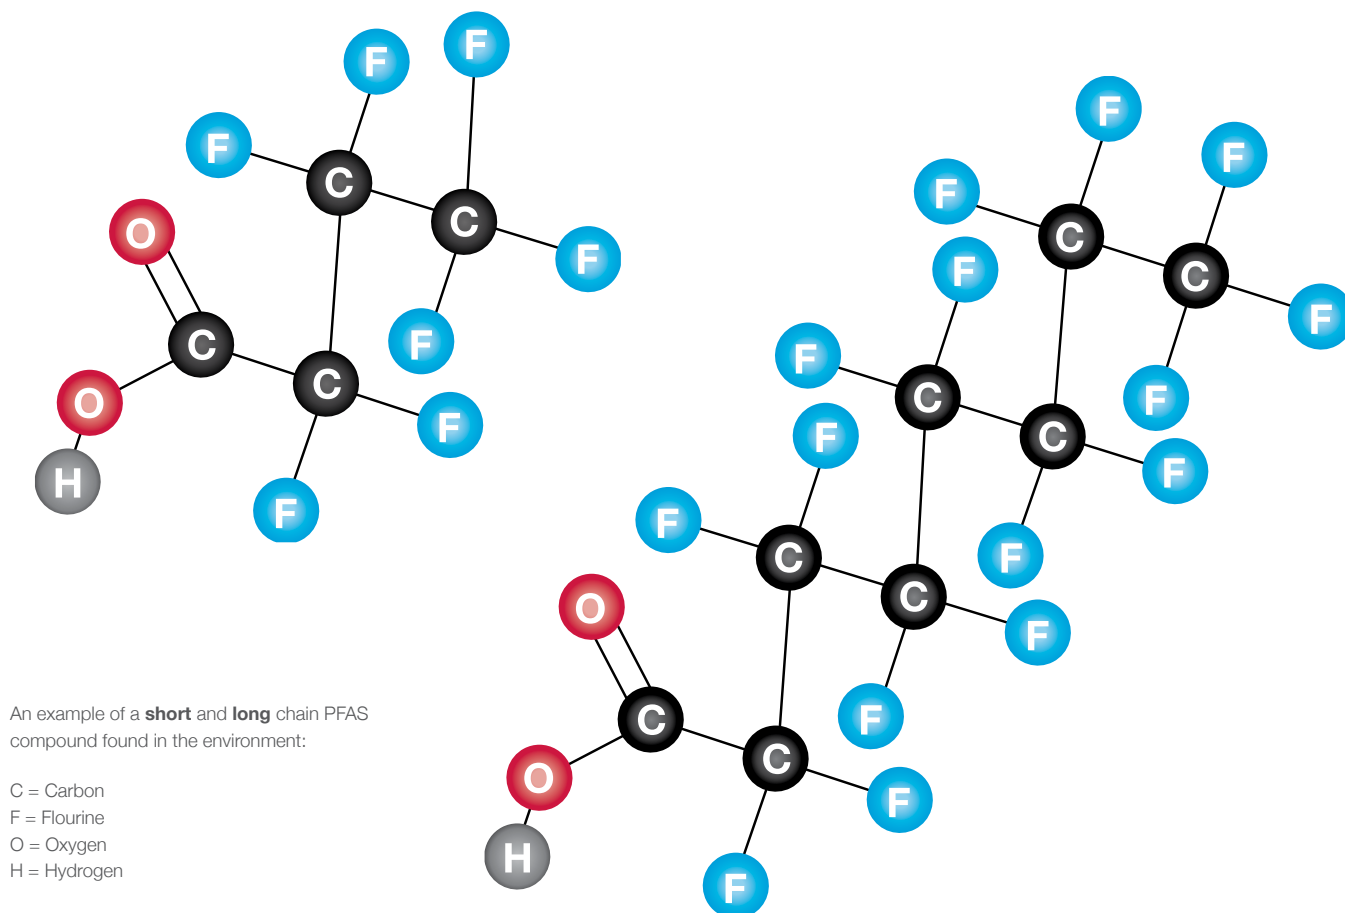 F
F
F
F
F
C
F
F
O
C
C
F
F
C
F
F
C
F
F
C
C
F
O
C
F
F
F
H
C
C
F
F
F
F
C
C
F
O
F
An example of a short and long chain PFAS
C
compound found in the environment:
C
O
C = Carbon
F
F = Flourine
O = Oxygen
H
H = Hydrogen
F